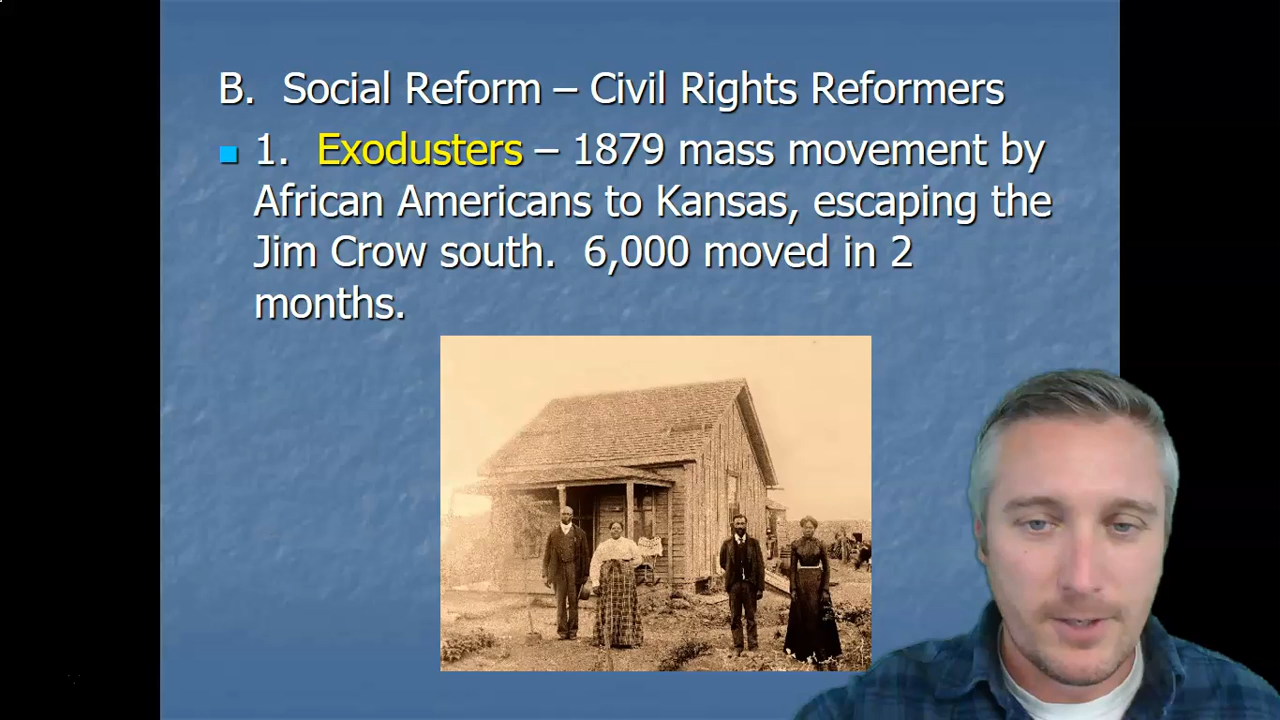 B. Social Reform – Civil Rights Reformers
1. Exodusters – 1879 mass movement by
African Americans to Kansas, escaping the
Jim Crow south. 6,000 moved in 2
months.